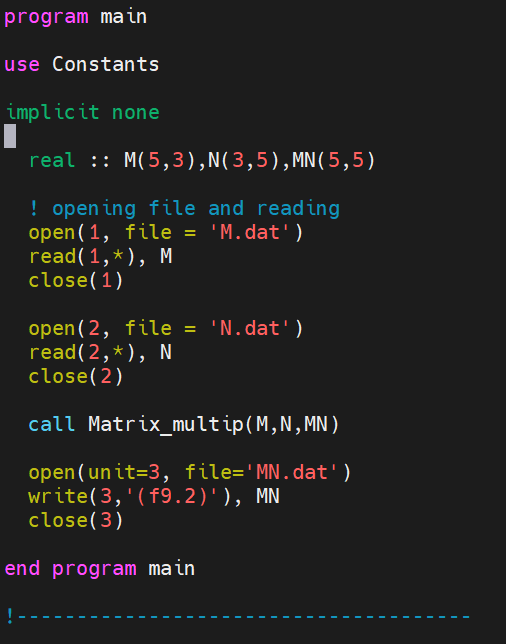 program main
use Constants
implicit none
real :: M(5,3),N(3,5),MN(5,5)
! opening file and reading
open(1, file = 'M.dat')
read(1,*), M
close(1)
open(2, file = 'N.dat')
read(2,*), N
close(2)
call Matrix_multip(M,N,MN)
open(unit=3, file='MN.dat')
write(3,'(f9.2)'), MN
close(3)
end program main
!--------------------------------------